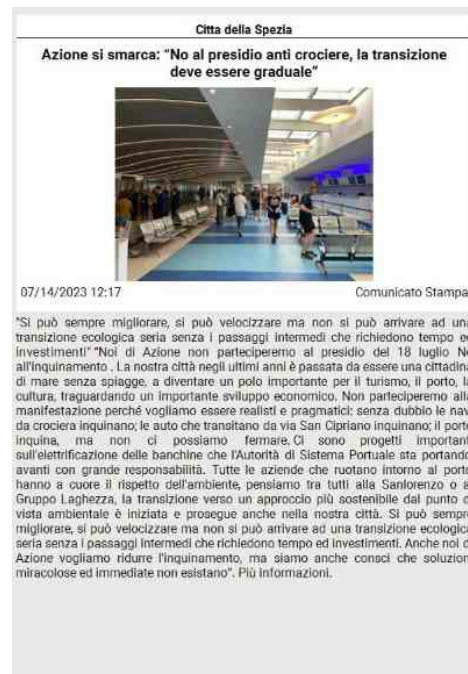 Citta della Spezia
Azione si smarca: “No al presidio anti crociere, la transizione
deve essere graduale”
07/14/2023 12:17
Comunicato Stampa
"Si può sempre migliorare, si può velocizzare ma non si può arrivare ad una
transizione ecologica seria senza i passaggi intermedi che richiedono tempo ed
investimenti" "Noi di Azione non parteciperemo al presidio del 18 luglio No
all'inquinamento . La nostra città negli ultimi anni è passata da essere una cittadina
di mare senza spiagge, a diventare un polo importante per il turismo, il porto, la
cultura, traguardando un importante sviluppo economico. Non parteciperemo alla
manifestazione perché vogliamo essere realisti e pragmatici: senza dubbio le navi
da crociera inquinano; le auto che transitano da via San Cipriano inquinano; il porto
inquina, ma non ci possiamo fermare. Ci sono progetti important
sull'elettrificazione delle banchine che l'Autorità di Sistema Portuale sta portando
avanti con grande responsabilità. Tutte le aziende che ruotano intorno al porto
hanno a cuore il rispetto dell'ambiente, pensiamo tra tutti alla Sanlorenzo o a
Gruppo Laghezza, la transizione verso un approccio più sostenibile dal punto d
vista ambientale è iniziata e prosegue anche nella nostra città. Si può sempre
migliorare, si può velocizzare ma non si può arrivare ad una transizione ecologica
seria senza i passaggi intermedi che richiedono tempo ed investimenti. Anche noi d
Azione vogliamo ridurre l'inquinamento, ma siamo anche consci che soluzion
miracolose ed immediate non esistano". Più informazioni.